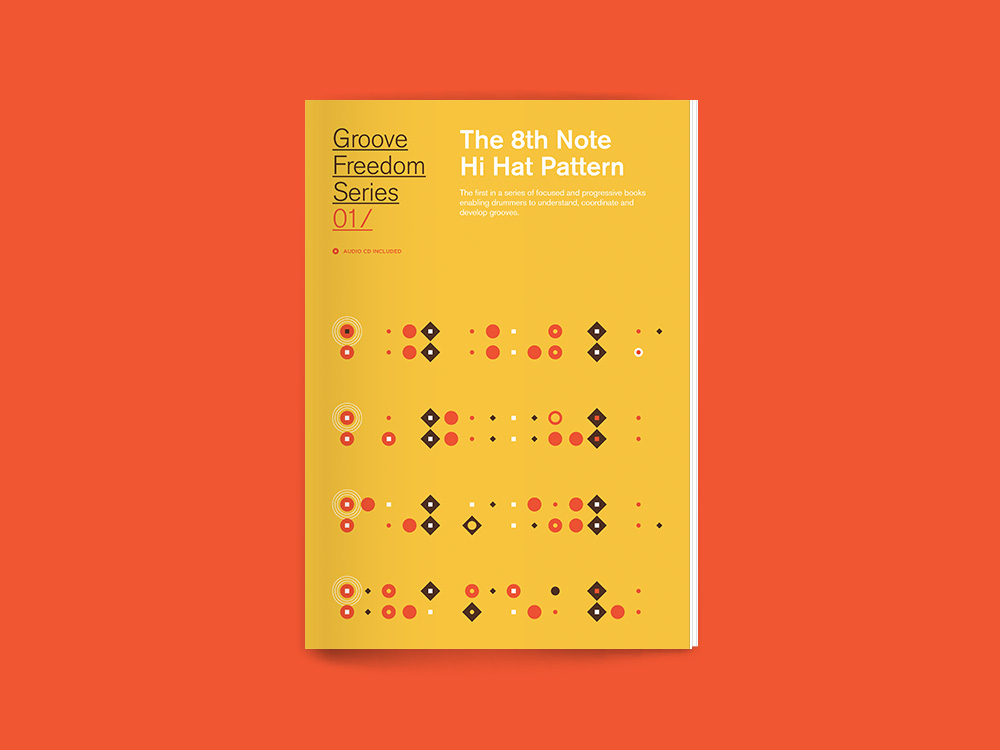 Groove
Freedom
Series
01/
AUDIO CD INCLUDED
The 8th Note
Hi Hat Pattern
The first in a series of focused and progressive books
enabling drummers to understand, coordinate and
develop grooves.